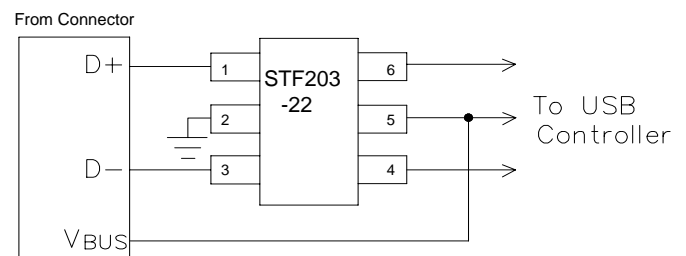 From Connector
D+
1
STF203
-22
6
2
5
To USB
Controller
D-
3
4
VBUS